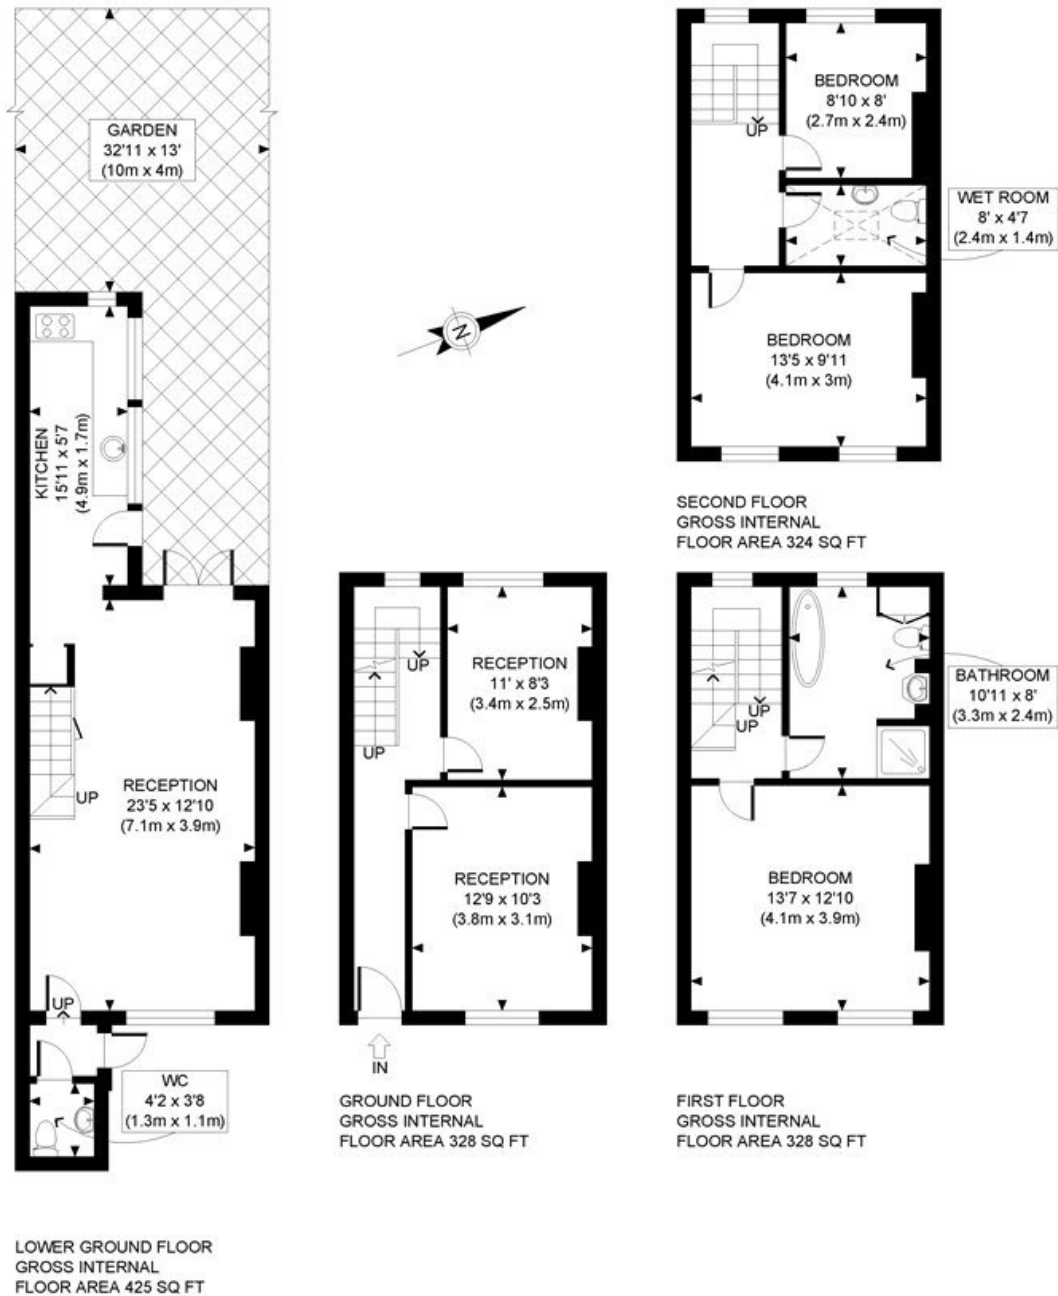 GARDEN
32'11 x 13'
(10m x 4m)
KITCHEN
15'11 x 5'7
(4.9m x 1.7m)
UP
RECEPTION
23'5 x 12'10
(7.1m x 3.9m)
UP
WC
4'2 x 3'8
(1.3m x 1.1m)
LOWER GROUND FLOOR
GROSS INTERNAL
FLOOR AREA 425 SQ FT
N
UP
UP
RECEPTION
11' x 8'3
(3.4m x 2.5m)
RECEPTION
12'9 x 10'3
(3.8m x 3.1m)
IN
GROUND FLOOR
GROSS INTERNAL
FLOOR AREA 328 SQ FT
UP
BEDROOM
8'10 x 8'
(2.7m x 2.4m)
WET ROOM
8' x 4'7
(2.4m x 1.4m)
BEDROOM
13'5 x 9'11
(4.1m x 3m)
SECOND FLOOR
GROSS INTERNAL
FLOOR AREA 324 SQ FT
UP
UP
BATHROOM
10'11 x 8'
(3.3m x 2.4m)
BEDROOM
13'7 x 12'10
(4.1m x 3.9m)
FIRST FLOOR
GROSS INTERNAL
FLOOR AREA 328 SQ FT